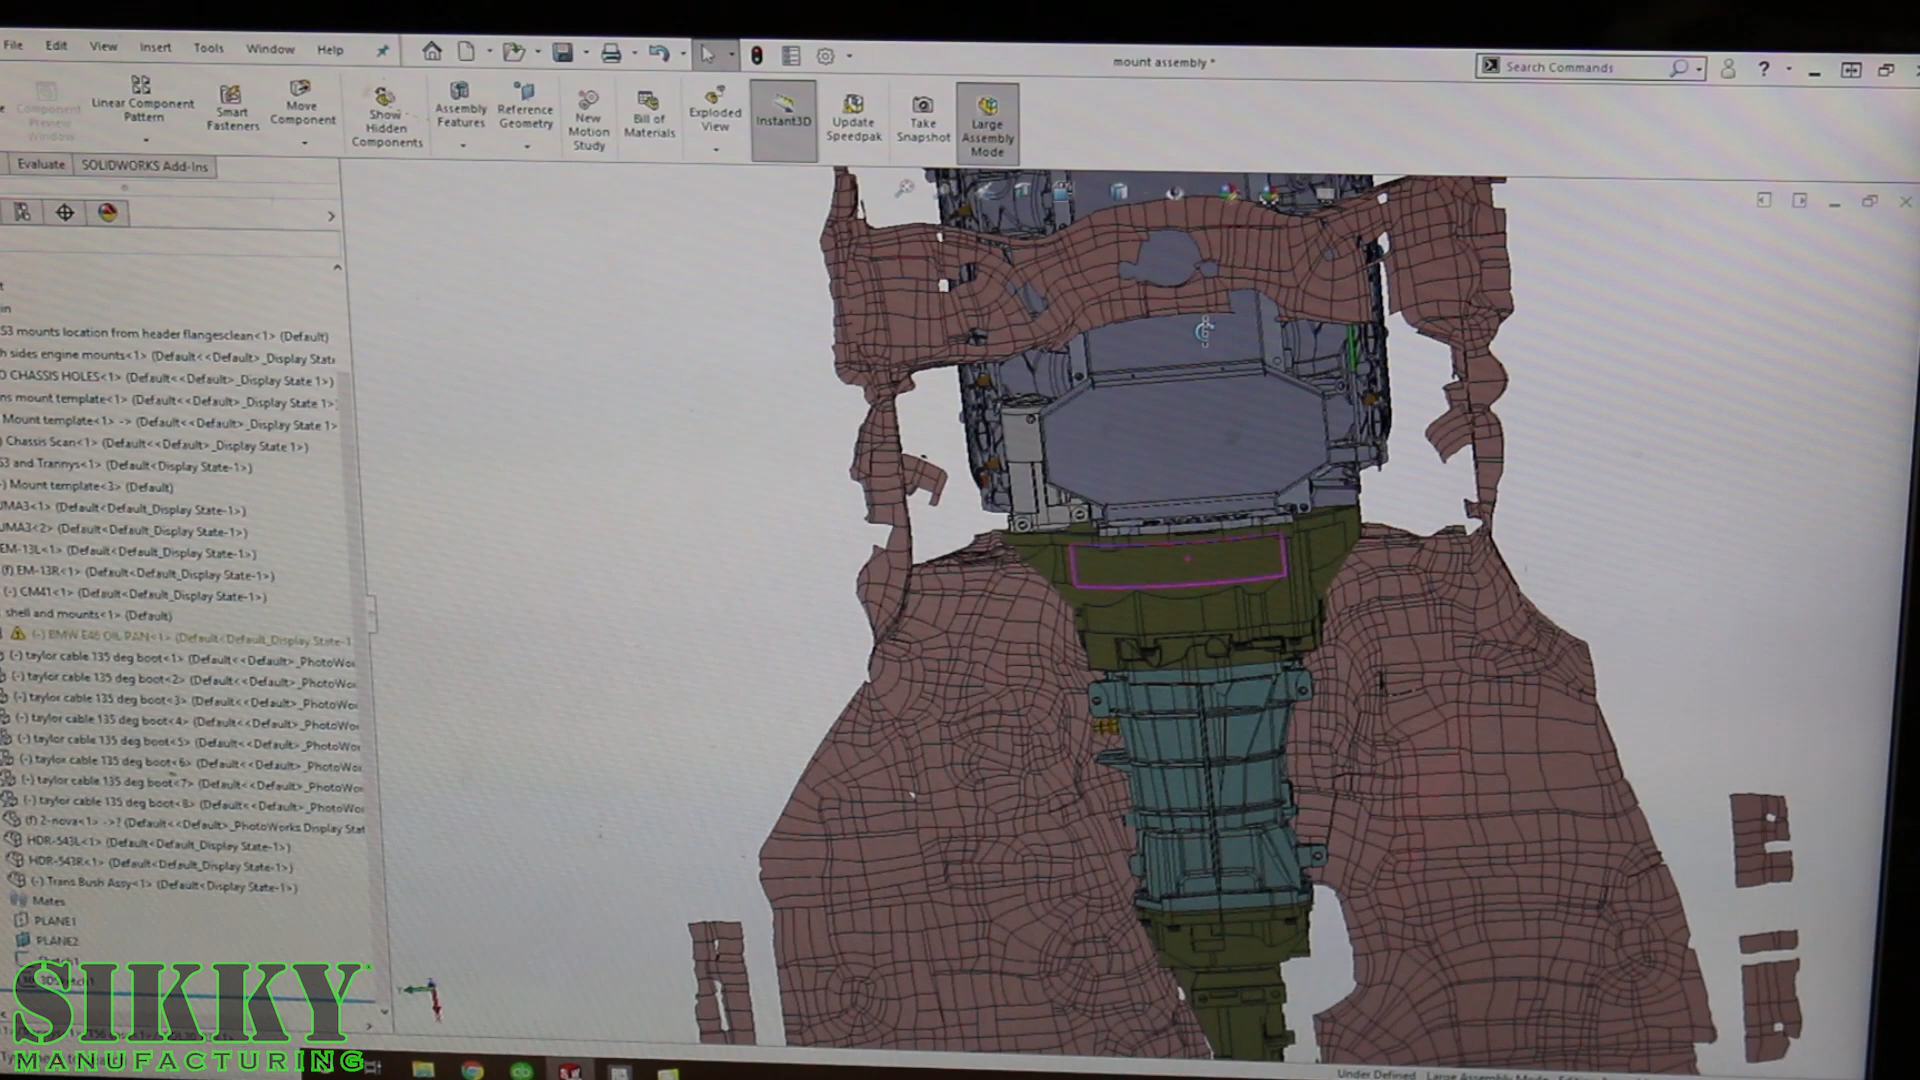 File Edit View Insert Tools Window Help
mount assembly *
Search Commands
Component Preview Window
Linear Component Pattern
Smart Fasteners
Move Component
Show Hidden Components
Assembly Features
Reference Geometry
New Motion Study
Bill of Materials
Exploded View
Instant3D
Update Speedpak
Take Snapshot
Large Assembly Mode
Evaluate
SOLIDWORKS Add-Ins
S3 mounts location from header flangesclean<1> (Default)
h sides engine mounts<1> (Default<<Default>_Display State
O CHASSIS HOLES<1> (Default<<Default>_Display State 1>)
ns mount template<1> (Default<<Default>_Display State 1>
Mount template<1> -> (Default<<Default>_Display State 1>
) Chassis Scan<1> (Default<<Default>_Display State 1>)
S3 and Trannys<1> (Default<Display State-1>)
-) Mount template<3> (Default)
UMA3<1> (Default<Default_Display State-1>)
UMA3<2> (Default<Default_Display State-1>)
EM-13L<1> (Default<Default_Display State-1>)
(f) EM-13R<1> (Default<Default_Display State-1>)
(-) CM41<1> (Default<Default_Display State-1>)
shell and mounts<1> (Default)
(-) BMW E46 OIL PAN<1> (Default<Default_Display State-1
(-) taylor cable 135 deg boot<1> (Default<<Default>_PhotoWo
(-) taylor cable 135 deg boot<2> (Default<<Default>_PhotoWo
(-) taylor cable 135 deg boot<3> (Default<<Default>_PhotoWo
(-) taylor cable 135 deg boot<4> (Default<<Default>_PhotoWo
(-) taylor cable 135 deg boot<5> (Default<<Default>_PhotoWo
(-) taylor cable 135 deg boot<6> (Default<<Default>_PhotoWo
(-) taylor cable 135 deg boot<7> (Default<<Default>_PhotoWo
(-) taylor cable 135 deg boot<8> (Default<<Default>_PhotoWo
(f) 2-nova<1> ->? (Default<<Default>_PhotoWorks Display Stat
HDR-543L<1> (Default<Default_Display State-1>)
HDR-543R<1> (Default<Default_Display State-1>)
(-) Trans Bush Assy<1> (Default<Display State-1>)
Mates
PLANE1
PLANE2
SIKKY
MANUFACTURING
Under Defined Large Assembly Mode